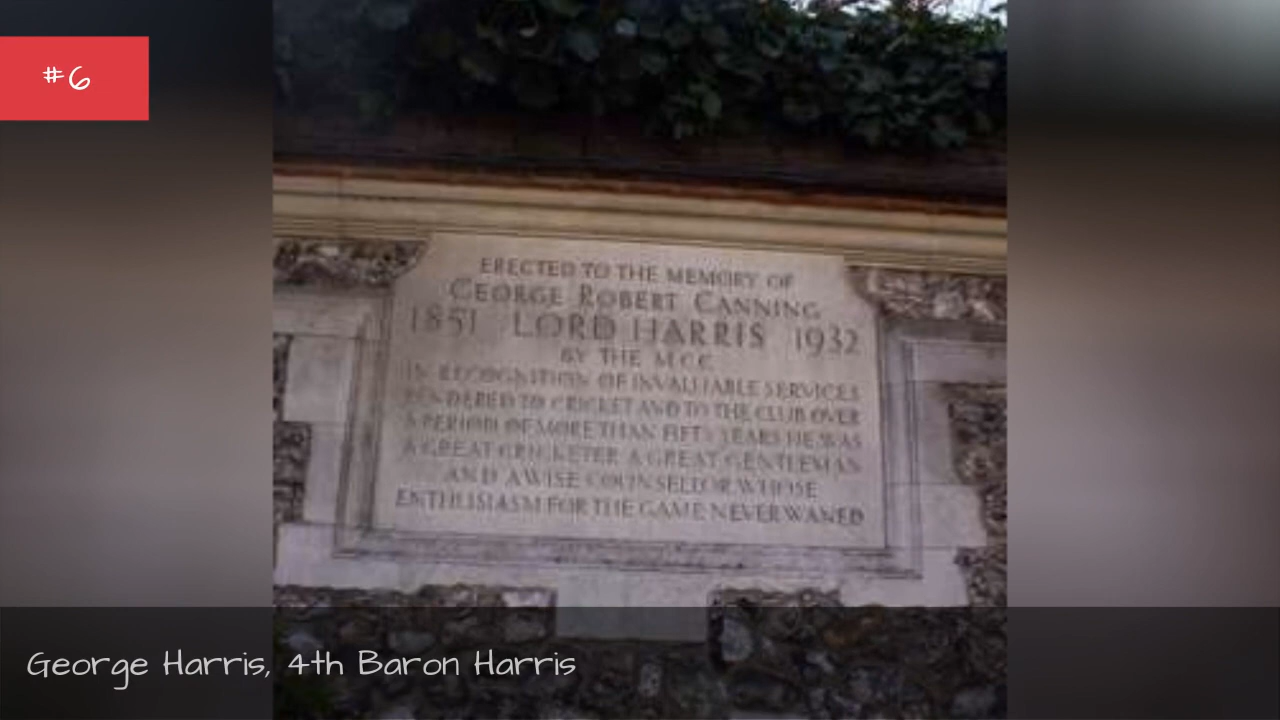 #6
ERECTED TO THE MEMORY OF
GEORGE ROBERT CANNING
1851 LORD HARRIS 1932
BY THE M.C.C.
IN RECOGNITION OF INVALUABLE SERVICES
RENDERED TO CRICKET AND TO THE CLUB OVER
A PERIOD OF MORE THAN FIFTY YEARS HE WAS
A GREAT CRICKETER A GREAT GENTLEMAN
AND A WISE COUNSELLOR WHOSE
ENTHUSIASM FOR THE GAME NEVER WANED
George Harris, 4th Baron Harris